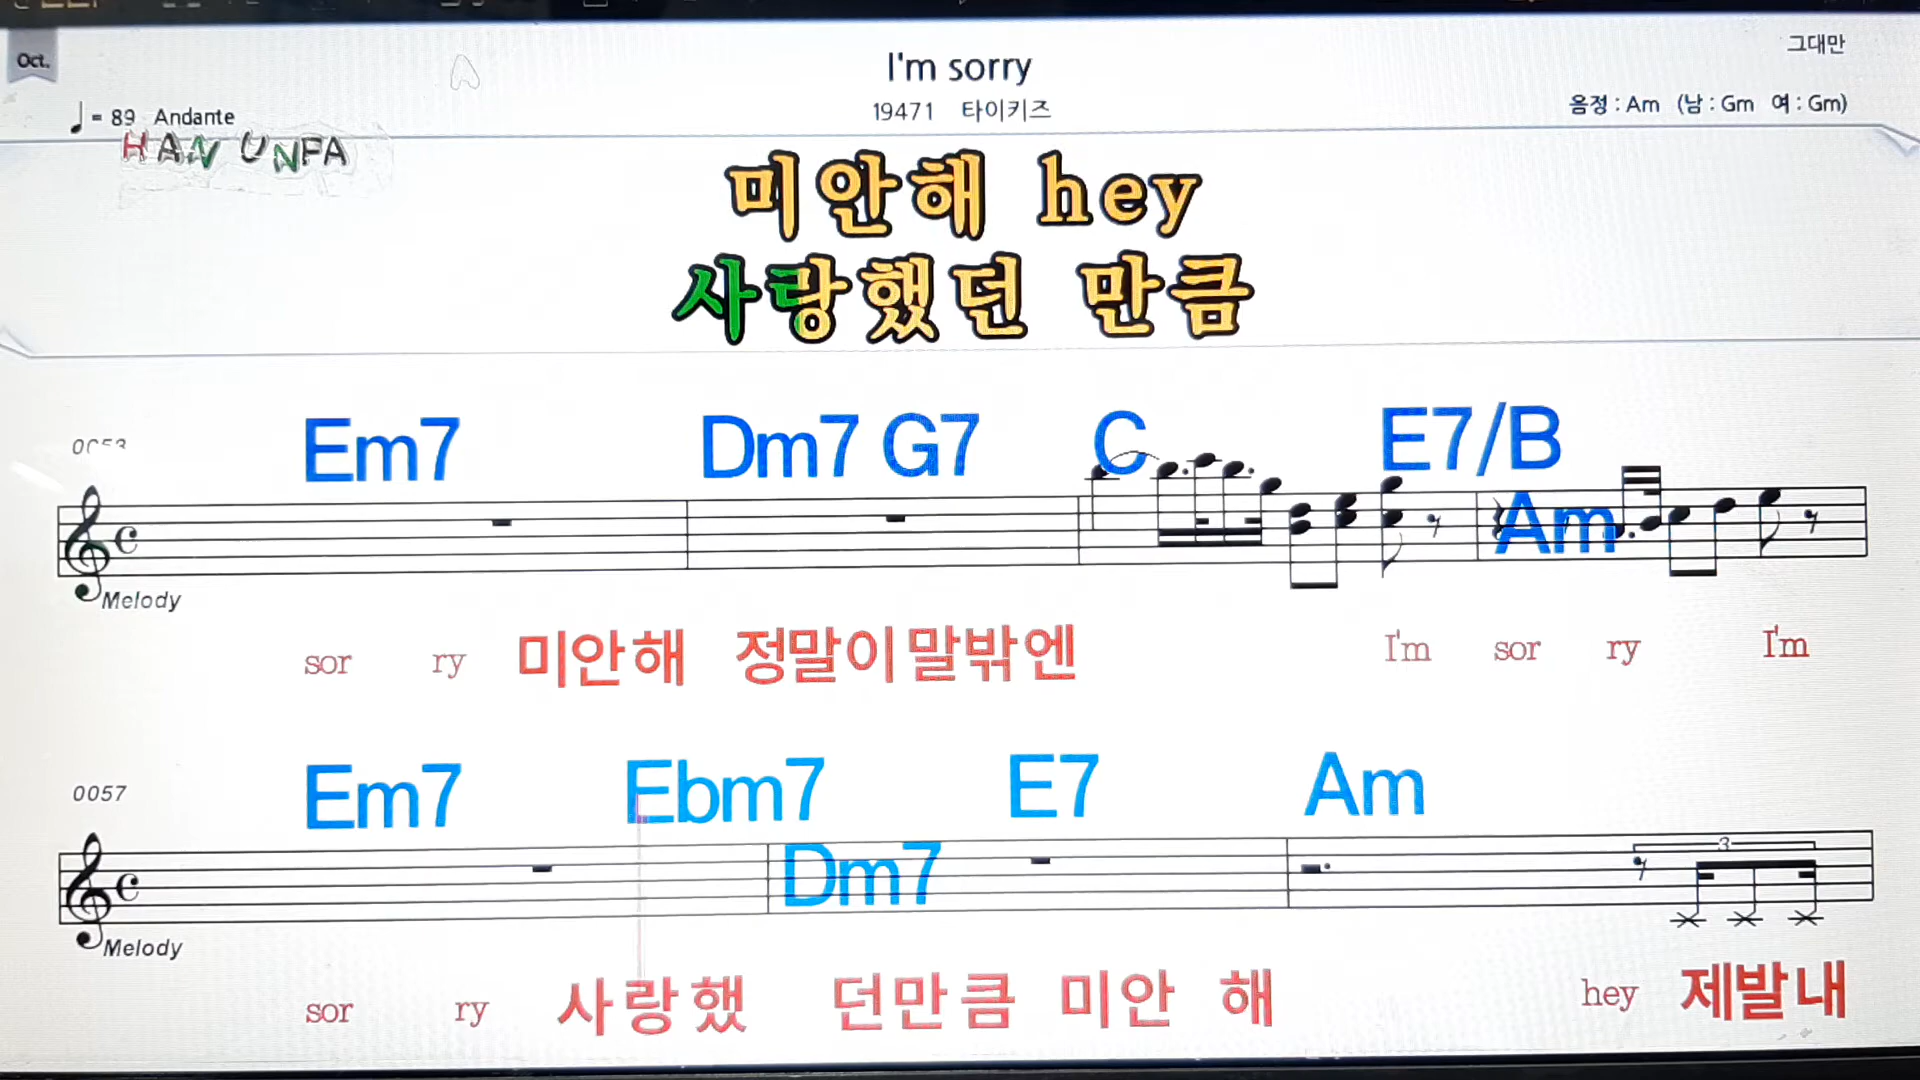 Oct.
I'm sorry
그대만
♩= 89 Andante
19471 타이키즈
음정 : Am (남 : Gm 여 : Gm)
HAN UNFA
미안해 hey
사랑했던 만큼
Em7 Dm7 G7 C E7/B
Am
Melody
sor ry 미안해 정말이말밖엔 I'm sor ry I'm
0057
Em7 Ebm7 E7 Am
Dm7
3
Melody
sor ry 사랑했 던만큼 미안 해 hey 제발내